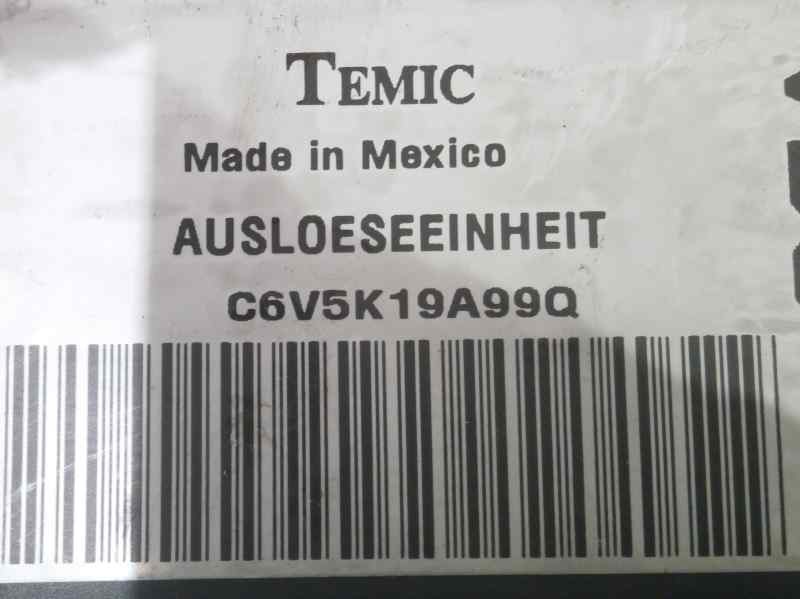 TEMIC
Made in Mexico
AUSLOESEEINHEIT
C6V5K19A99Q